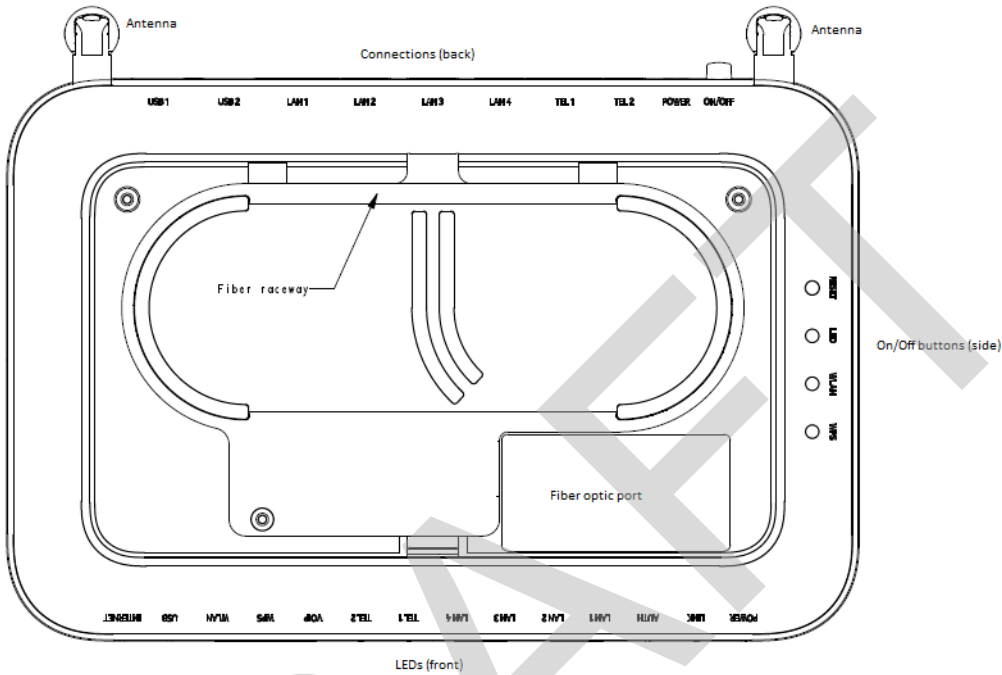 Antenna
Antenna
Connections (back)
USB1 USB2 LAN1 LAN2 LAN3 LAN4 TEL1 TEL2 POWER ON/OFF
Fiber raceway
RESET
LED
On/Off buttons (side)
WLAN
WPS
Fiber optic port
INTERNET USB WLAN WPS VOIP TEL2 TEL1 LAN4 LAN3 LAN2 LAN1 AUTH LINK POWER
LEDs (front)
DRAFT